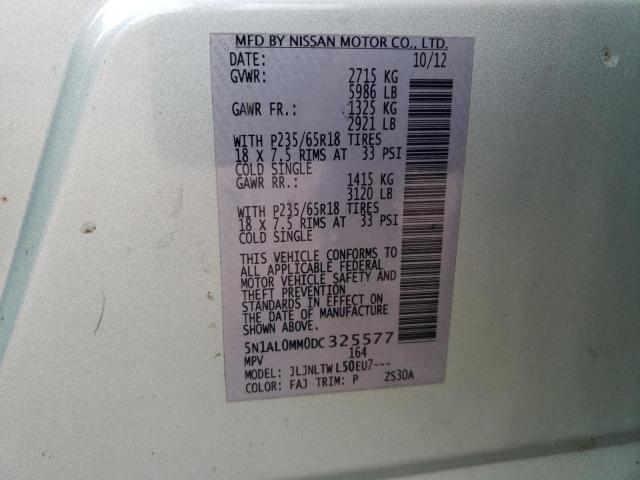 MFD BY NISSAN MOTOR CO., LTD.
DATE: 10/12
GVWR: 2715 KG
5986 LB
GAWR FR.: 1325 KG
2921 LB
WITH P235/65R18 TIRES
18 X 7.5 RIMS AT 33 PSI
COLD SINGLE
GAWR RR.: 1415 KG
3120 LB
WITH P235/65R18 TIRES
18 X 7.5 RIMS AT 33 PSI
COLD SINGLE
THIS VEHICLE CONFORMS TO
ALL APPLICABLE FEDERAL
MOTOR VEHICLE SAFETY AND
THEFT PREVENTION
STANDARDS IN EFFECT ON
THE DATE OF MANUFACTURE
SHOWN ABOVE.
5N1AL0MM0DC325577
MPV 164
MODEL: JLJNLTWL50EU7---
COLOR: FAJ TRIM: P ZS30A